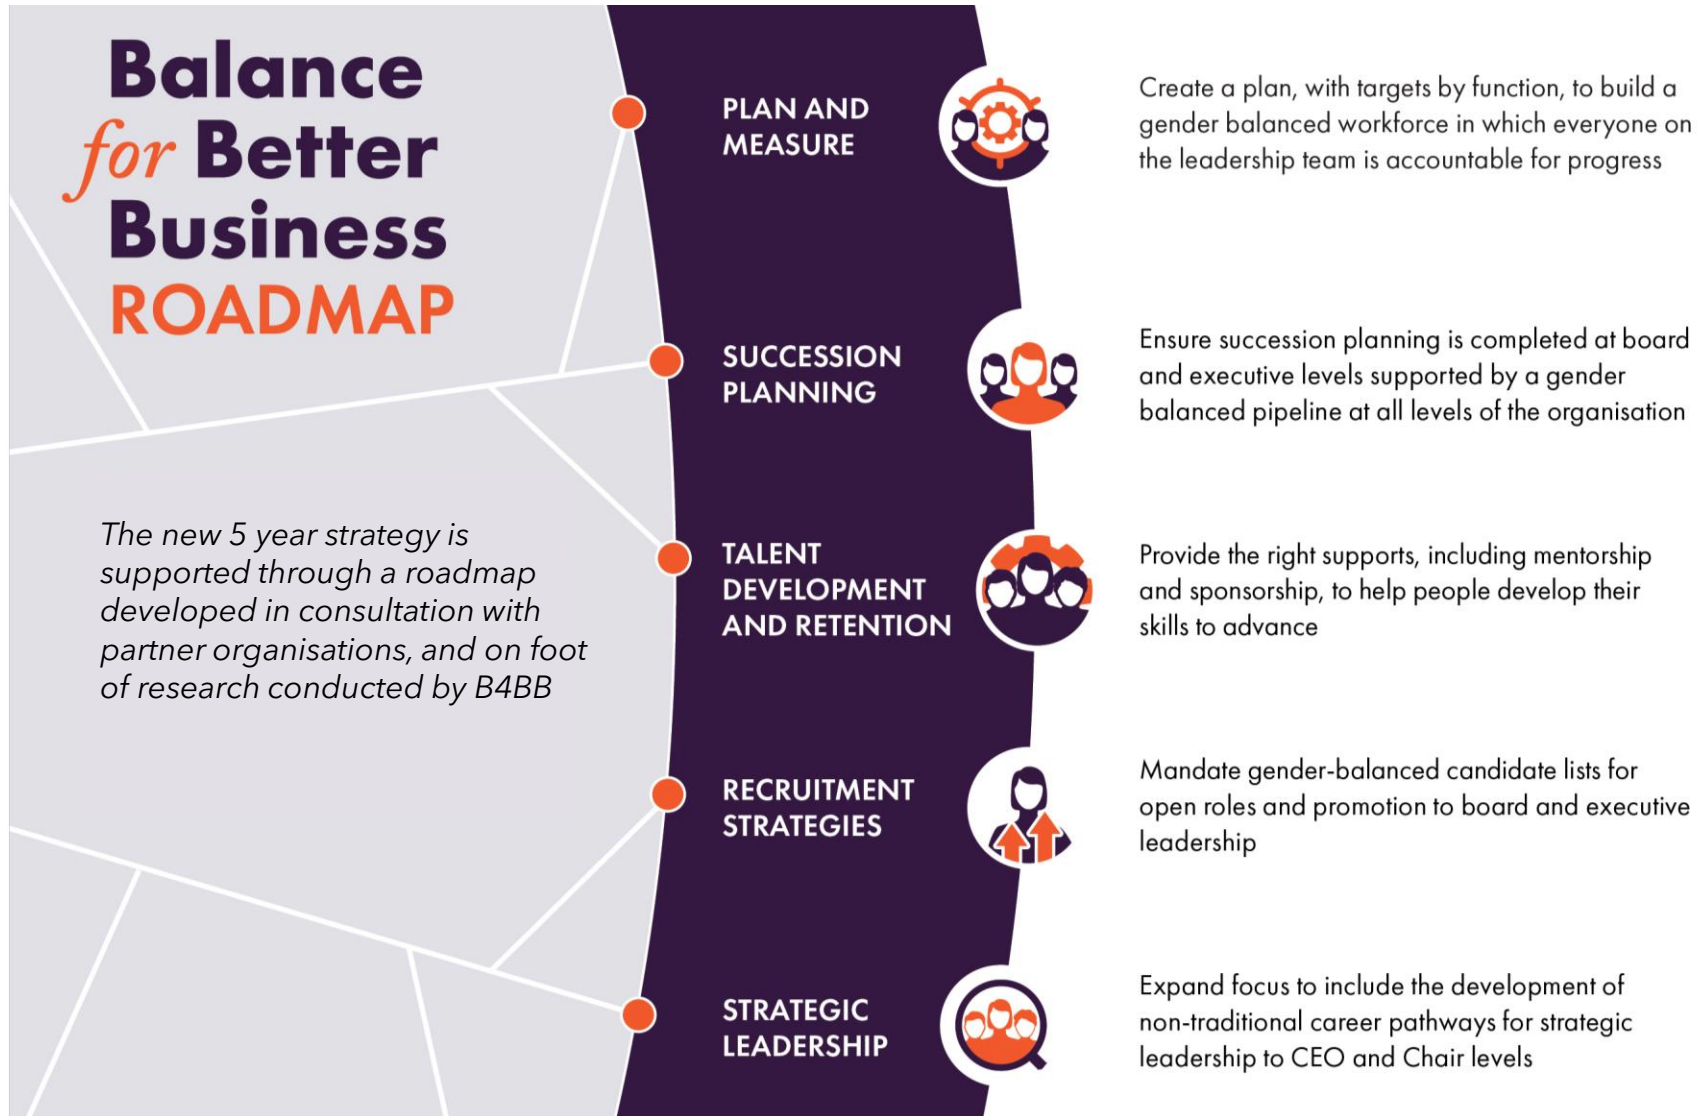 Balance
for Better
Business
ROADMAP
The new 5 year strategy is
supported through a roadmap
developed in consultation with
partner organisations, and on foot
of research conducted by B4BB
PLAN AND
MEASURE
Create a plan, with targets by function, to build a
gender balanced workforce in which everyone on
the leadership team is accountable for progress
SUCCESSION
PLANNING
Ensure succession planning is completed at board
and executive levels supported by a gender
balanced pipeline at all levels of the organisation
TALENT
DEVELOPMENT
AND RETENTION
Provide the right supports, including mentorship
and sponsorship, to help people develop their
skills to advance
RECRUITMENT
STRATEGIES
Mandate gender-balanced candidate lists for
open roles and promotion to board and executive
leadership
STRATEGIC
LEADERSHIP
Expand focus to include the development of
non-traditional career pathways for strategic
leadership to CEO and Chair levels